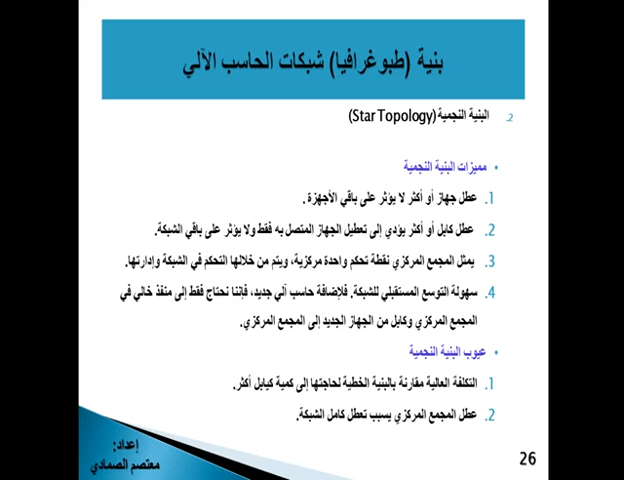 بنية (طبوغرافيا) شبكات الحاسب الآلي
2. البنية النجمية (Star Topology)
• مميزات البنية النجمية
1. عطل جهاز أو أكثر لا يؤثر على باقي الأجهزة .
2. عطل كابل أو أكثر يؤدي إلى تعطيل الجهاز المتصل به فقط ولا يؤثر على باقي الشبكة.
3. يمثل المجمع المركزي نقطة تحكم واحدة مركزية، ويتم من خلالها التحكم في الشبكة وإدارتها.
4. سهولة التوسع المستقبلي للشبكة. فلإضافة حاسب آلي جديد، فإننا نحتاج فقط إلى منفذ خالي في
المجمع المركزي وكابل من الجهاز الجديد إلى المجمع المركزي.
• عيوب البنية النجمية
1. التكلفة العالية مقارنة بالبنية الخطية لحاجتها إلى كمية كيابل أكثر.
2. عطل المجمع المركزي يسبب تعطل كامل الشبكة.
إعداد:
معتصم الصمادي
26